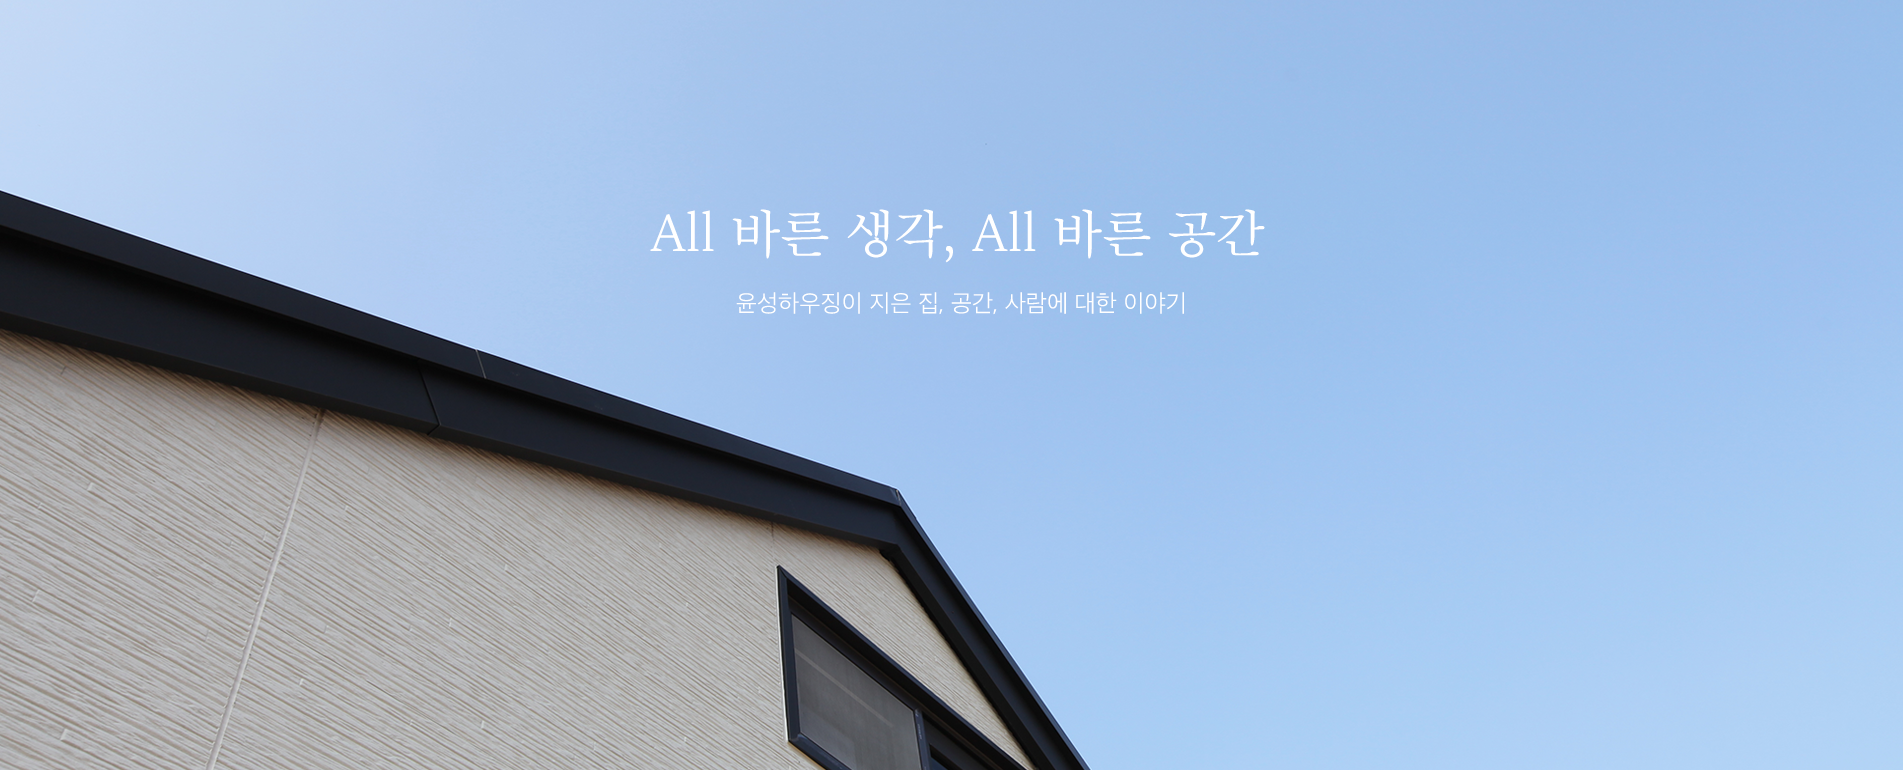 All 바른 생각, All 바른 공간
윤성하우징이 지은 집, 공간, 사람에 대한 이야기